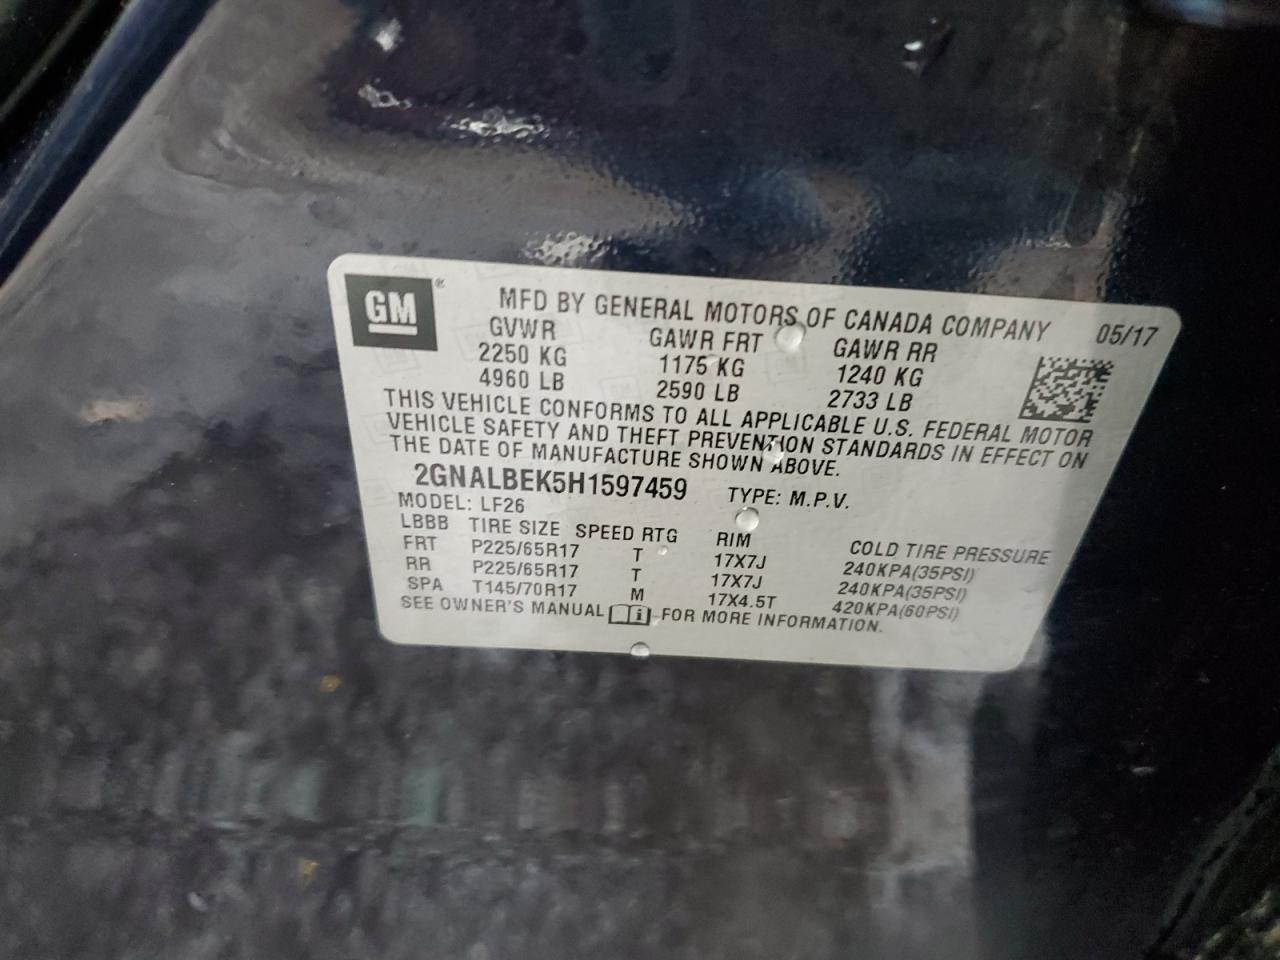 GM ®
MFD BY GENERAL MOTORS OF CANADA COMPANY 05/17
GVWR GAWR FRT GAWR RR
2250 KG 1175 KG 1240 KG
4960 LB 2590 LB 2733 LB
THIS VEHICLE CONFORMS TO ALL APPLICABLE U.S. FEDERAL MOTOR
VEHICLE SAFETY AND THEFT PREVENTION STANDARDS IN EFFECT ON
THE DATE OF MANUFACTURE SHOWN ABOVE.
2GNALBEK5H1597459 TYPE: M.P.V.
MODEL: LF26
LBBB TIRE SIZE SPEED RTG RIM COLD TIRE PRESSURE
FRT P225/65R17 T 17X7J 240KPA(35PSI)
RR P225/65R17 T 17X7J 240KPA(35PSI)
SPA T145/70R17 M 17X4.5T 420KPA(60PSI)
SEE OWNER'S MANUAL i FOR MORE INFORMATION.